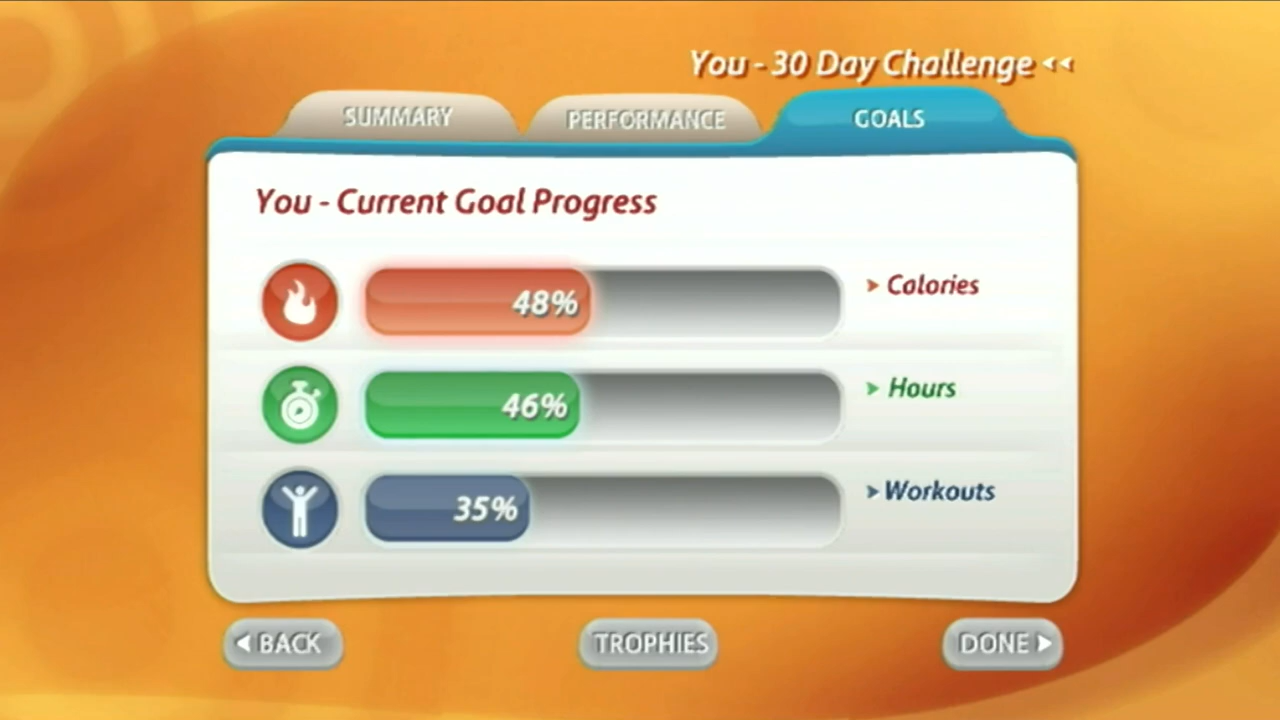 You - 30 Day Challenge
SUMMARY
PERFORMANCE
GOALS
You - Current Goal Progress
48%
Calories
46%
Hours
35%
Workouts
BACK
TROPHIES
DONE